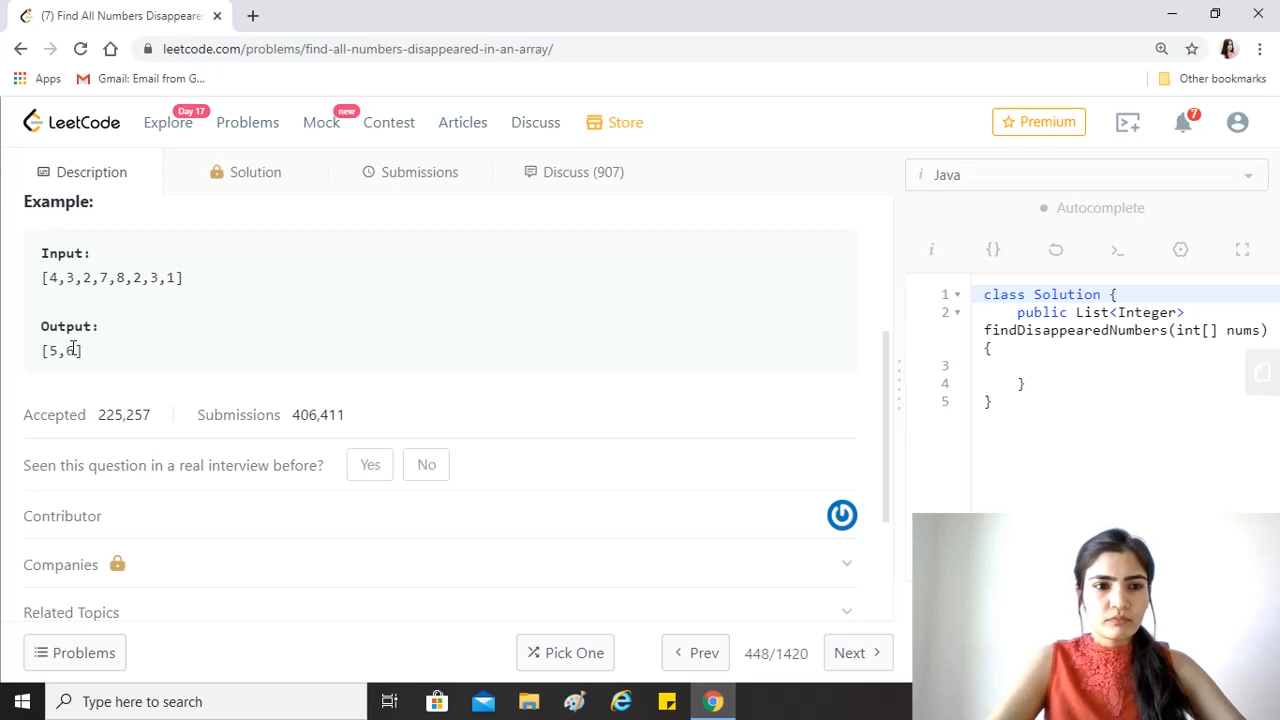 (7) Find All Numbers Disappeare
leetcode.com/problems/find-all-numbers-disappeared-in-an-array/
Apps
Gmail: Email from G...
Other bookmarks
LeetCode
Explore
Day 17
Problems
Mock
new
Contest
Articles
Discuss
Store
Premium
7
Description
Solution
Submissions
Discuss (907)
i Java
Autocomplete
i {}
Example:
Input:
[4,3,2,7,8,2,3,1]
Output:
[5,6]
Accepted 225,257
Submissions 406,411
Seen this question in a real interview before?
Yes
No
Contributor
Companies
Related Topics
Problems
Pick One
Prev
448/1420
Next
1 class Solution {
2 public List<Integer>
findDisappearedNumbers(int[] nums)
{
3
4 }
5 }
Type here to search